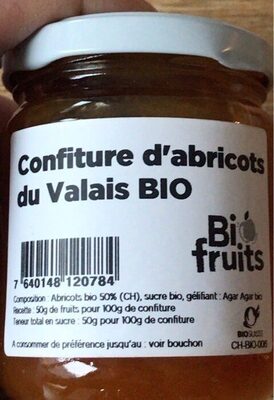 Confiture d'abricots
du Valais BIO
Bio
fruits
7 640148 120784
Composition : Abricots bio 50% (CH), sucre bio, gélifiant : Agar Agar bio
Recette : 50g de fruits pour 100g de confiture
Teneur total en sucre : 50g pour 100g de confiture
BIOSUISSE
A consommer de préférence jusqu'au : voir bouchon
CH-BIO-006